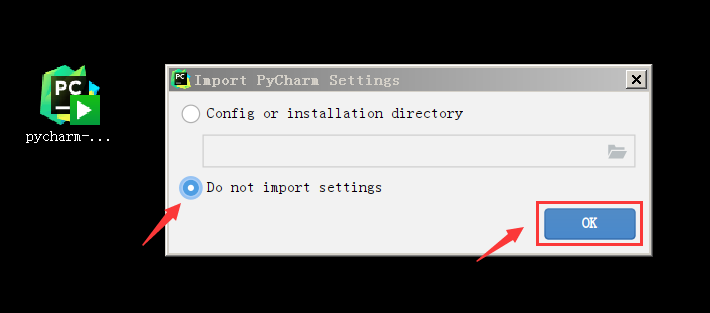 PC
pycharm-...
PC
Import PyCharm Settings
Config or installation directory
Do not import settings
OK